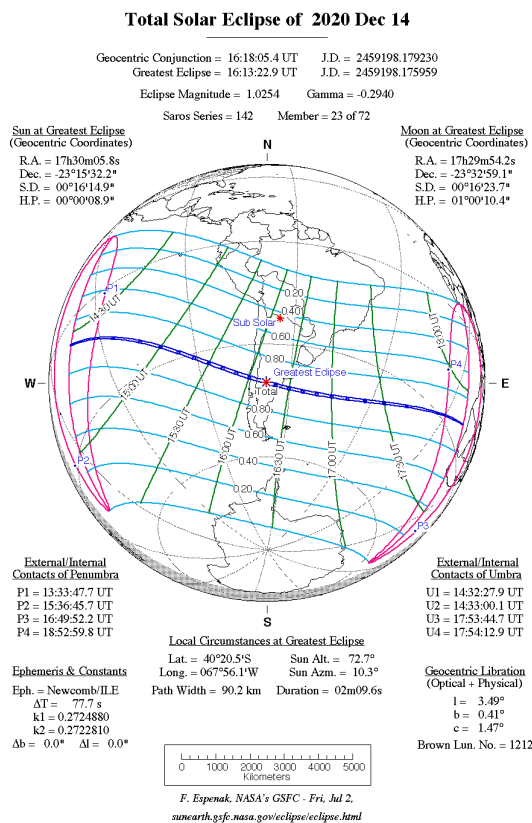 Total Solar Eclipse of 2020 Dec 14
Geocentric Conjunction = 16:18:05.4 UT J.D. = 2459198.179230
Greatest Eclipse = 16:13:22.9 UT J.D. = 2459198.175959
Eclipse Magnitude = 1.0254 Gamma = -0.2940
Saros Series = 142 Member = 23 of 72
Sun at Greatest Eclipse
(Geocentric Coordinates)
R.A. = 17h30m05.8s
Dec. = -23°15'32.2"
S.D. = 00°16'14.9"
H.P. = 00°00'08.9"
Moon at Greatest Eclipse
(Geocentric Coordinates)
R.A. = 17h29m54.2s
Dec. = -23°32'59.1"
S.D. = 00°16'23.7"
H.P. = 01°00'10.4"
N
P1
14:30 UT
0.20
0.40
Sub Solar
0.60
18:00 UT
0.80
P4
Greatest Eclipse
W
E
15:00 UT
Total
0.80
15:30 UT
0.60
16:00 UT
16:30 UT
17:00 UT
17:30 UT
P2
0.40
0.20
P3
S
External/Internal
Contacts of Penumbra
P1 = 13:33:47.7 UT
P2 = 15:36:45.7 UT
P3 = 16:49:52.2 UT
P4 = 18:52:59.8 UT
External/Internal
Contacts of Umbra
U1 = 14:32:27.9 UT
U2 = 14:33:00.1 UT
U3 = 17:53:44.7 UT
U4 = 17:54:12.9 UT
Local Circumstances at Greatest Eclipse
Lat. = 40°20.5'S Sun Alt. = 72.7°
Long. = 067°56.1'W Sun Azm. = 10.3°
Path Width = 90.2 km Duration = 02m09.6s
Ephemeris & Constants
Eph. = Newcomb/ILE
ΔT = 77.7 s
k1 = 0.2724880
k2 = 0.2722810
Δb = 0.0" Δl = 0.0"
Geocentric Libration
(Optical + Physical)
l = 3.49°
b = 0.41°
c = 1.47°
Brown Lun. No. = 1212
0 1000 2000 3000 4000 5000
Kilometers
F. Espenak, NASA's GSFC - Fri, Jul 2,
sunearth.gsfc.nasa.gov/eclipse/eclipse.html